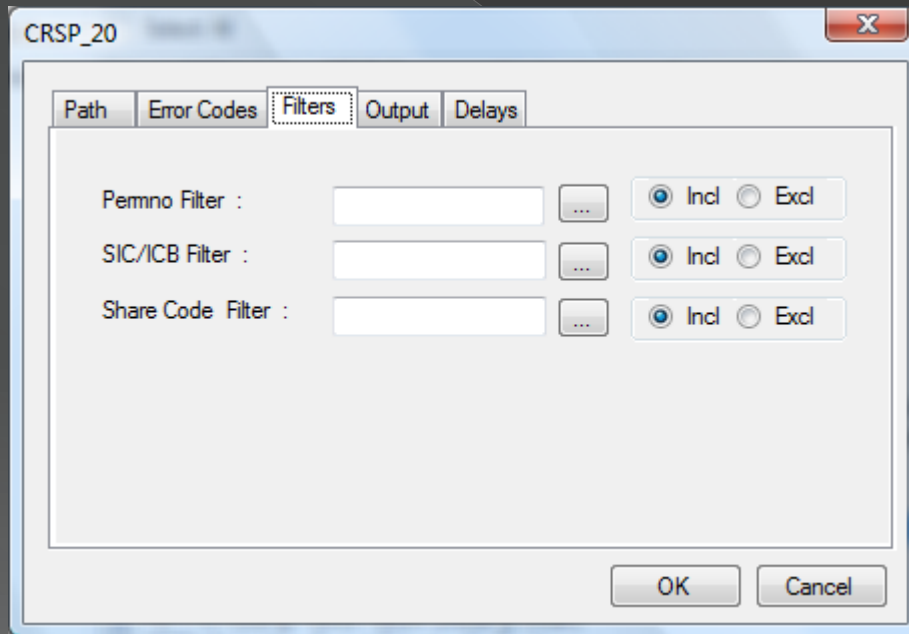 CRSP_20
Path Error Codes Filters Output Delays
Permno Filter : ... Incl Excl
SIC/ICB Filter : ... Incl Excl
Share Code Filter : ... Incl Excl
OK Cancel